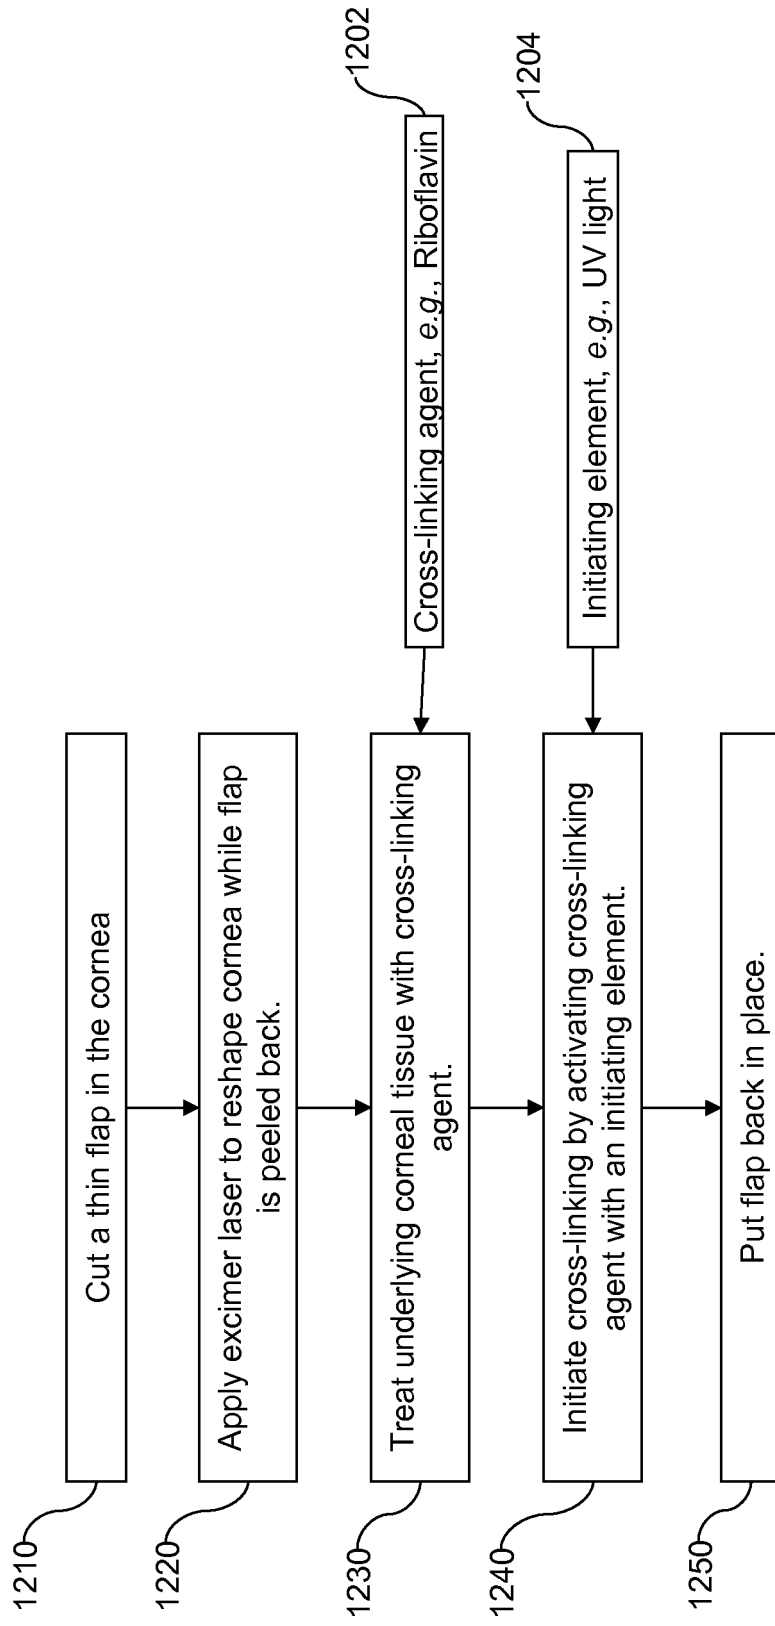 1210
Cut a thin flap in the cornea
1220
Apply excimer laser to reshape cornea while flap
is peeled back.
1230
Treat underlying corneal tissue with cross-linking
agent.
Cross-linking agent, e.g., Riboflavin
1202
1240
Initiate cross-linking by activating cross-linking
agent with an initiating element.
Initiating element, e.g., UV light
1204
1250
Put flap back in place.